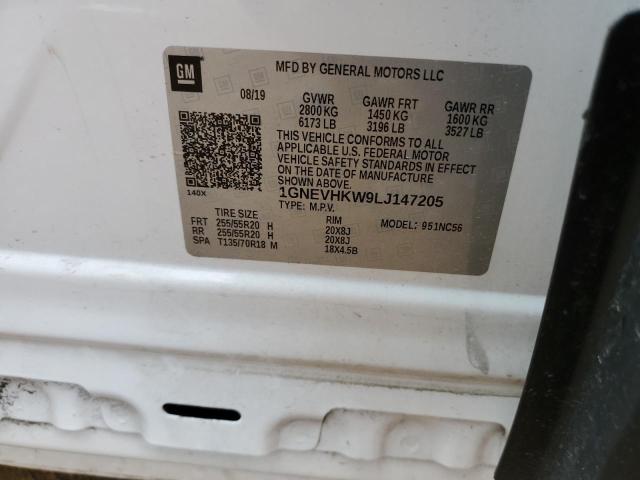 GM
MFD BY GENERAL MOTORS LLC
08/19 GVWR GAWR FRT GAWR RR
2800 KG 1450 KG 1600 KG
6173 LB 3196 LB 3527 LB
THIS VEHICLE CONFORMS TO ALL
APPLICABLE U.S. FEDERAL MOTOR
VEHICLE SAFETY STANDARDS IN EFFECT
ON THE DATE OF MANUFACTURE
SHOWN ABOVE.
140X
1GNEVHKW9LJ147205
TYPE: M.P.V. MODEL: 951NC56
TIRE SIZE RIM
FRT 255/55R20 H 20X8J
RR 255/55R20 H 20X8J
SPA T135/70R18 M 18X4.5B